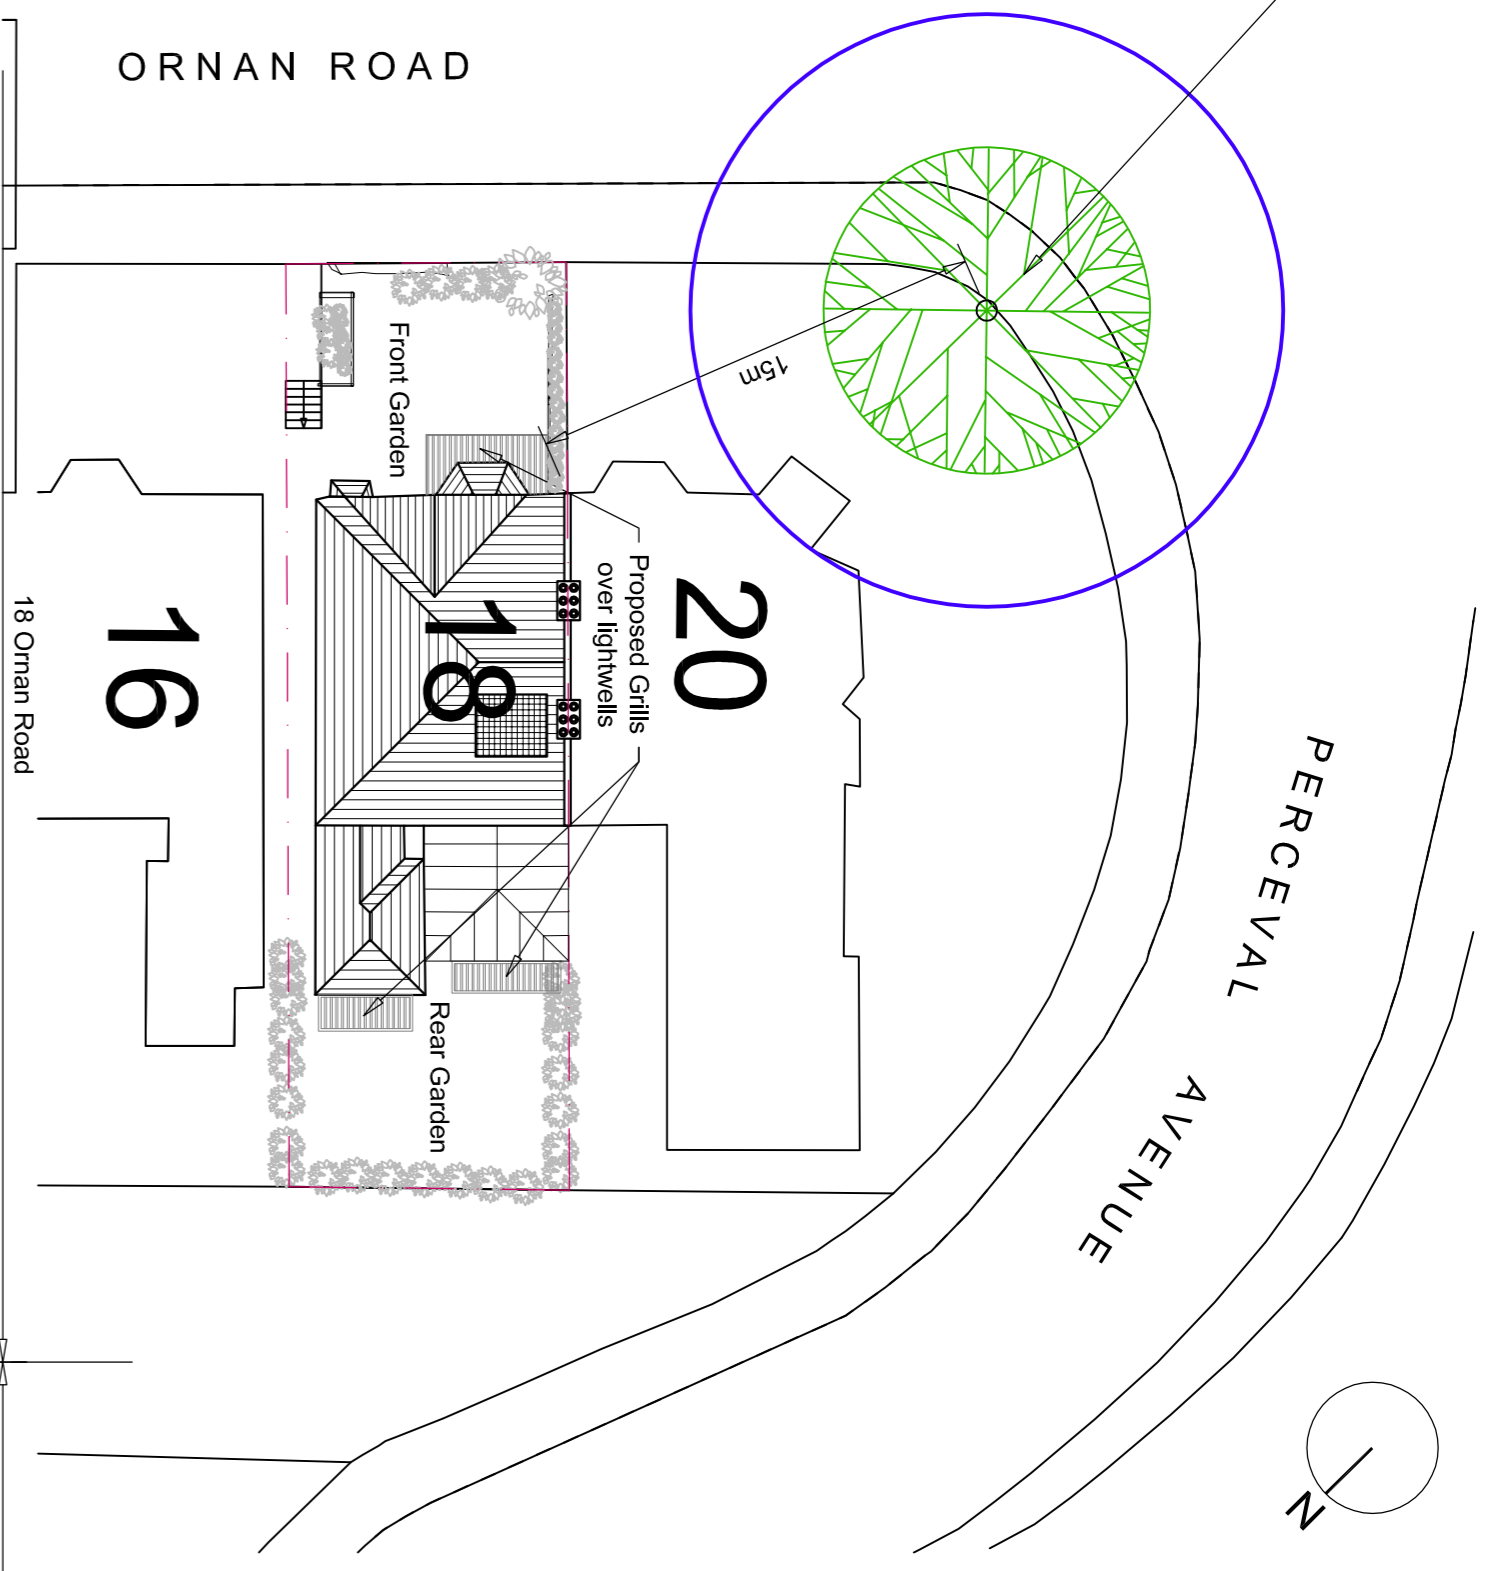 ORNAN ROAD
15m
Front Garden
Proposed Grills
over lightwells
20
18
16
18 Ornan Road
Rear Garden
PERCEVAL AVENUE
N